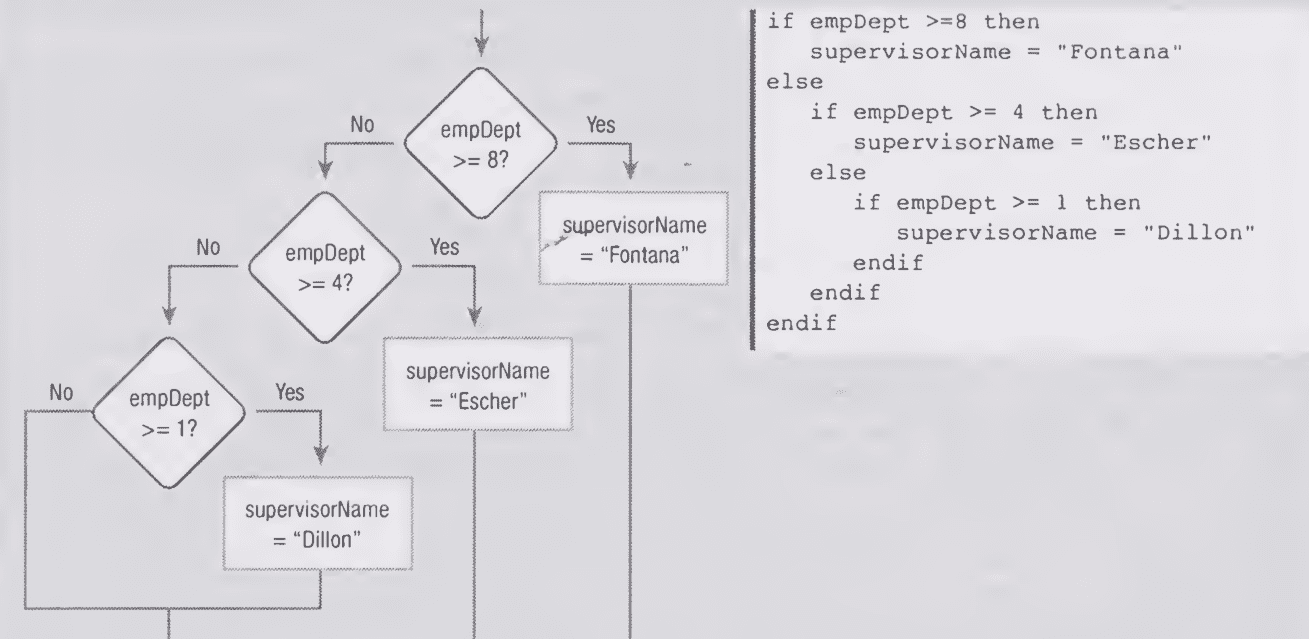 empDept
>= 8?
No
Yes
supervisorName
= “Fontana”
empDept
>= 4?
No
Yes
supervisorName
= “Escher”
empDept
>= 1?
No
Yes
supervisorName
= “Dillon”
if empDept >=8 then
supervisorName = "Fontana"
else
if empDept >= 4 then
supervisorName = "Escher"
else
if empDept >= 1 then
supervisorName = "Dillon"
endif
endif
endif